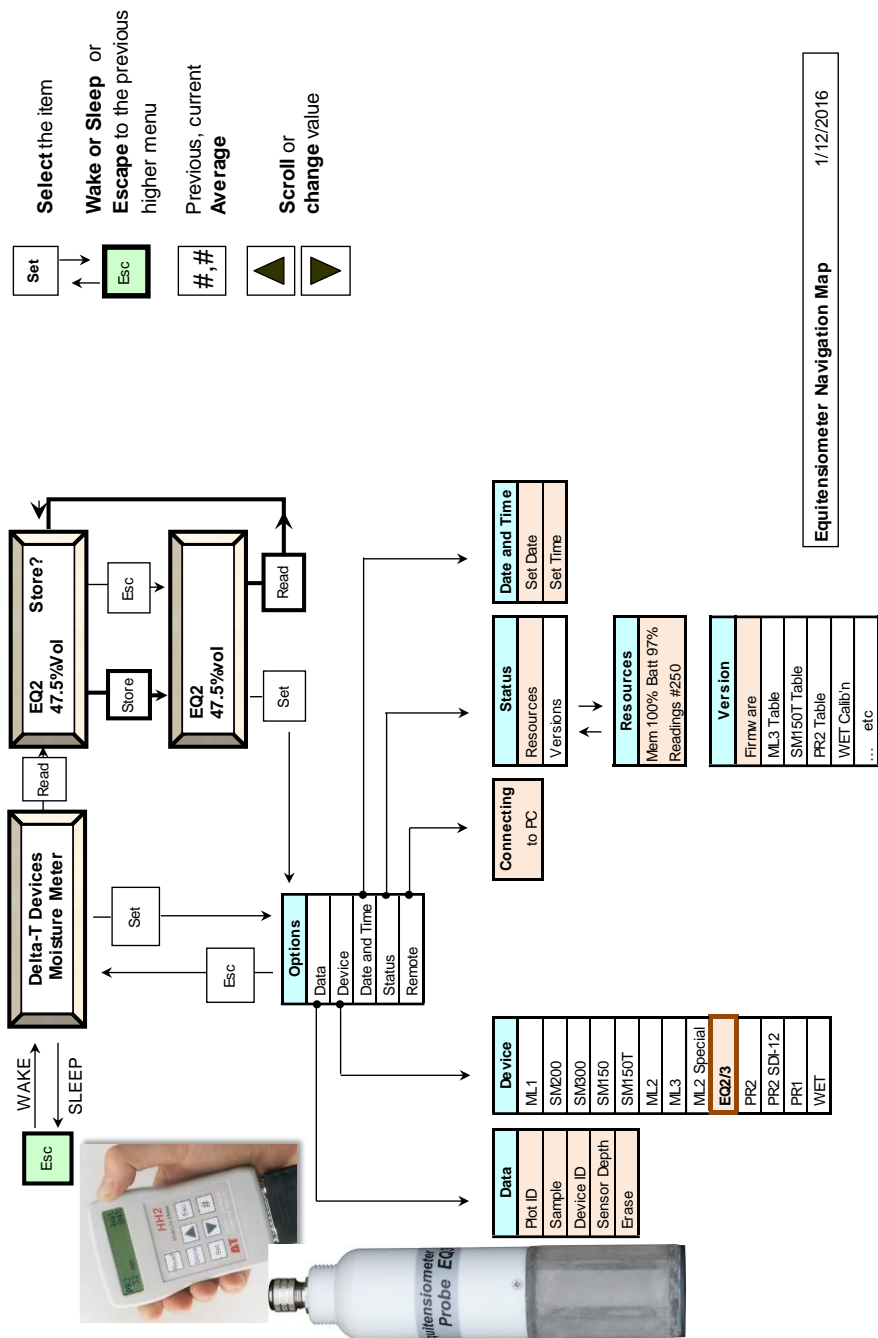 Esc
WAKE
SLEEP
Delta-T Devices
Moisture Meter
Read
EQ2 Store?
47.5%Vol
Store
Esc
EQ2
47.5%vol
Read
Set
Set
Esc
Set
Select the item
Esc
Wake or Sleep or
Escape to the previous
higher menu
#,#
Previous, current
Average
Scroll or
change value
HH2
Esc
#
Options
Data
Device
Date and Time
Status
Remote
Data
Plot ID
Sample
Device ID
Sensor Depth
Erase
Device
ML1
SM200
SM300
SM150
SM150T
ML2
ML3
ML2 Special
EQ2/3
PR2
PR2 SDI-12
PR1
WET
Connecting
to PC
Status
Resources
Versions
Resources
Mem 100% Batt 97%
Readings #250
Version
Firmware
ML3 Table
SM150T Table
PR2 Table
WET Calib'n
... etc
Date and Time
Set Date
Set Time
quitensiometer
Probe EQ3
Equitensiometer Navigation Map 1/12/2016